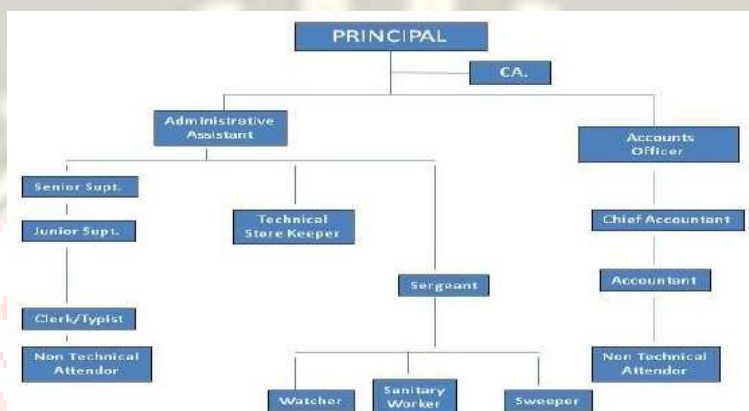 PRINCIPAL
CA.
Administrative
Assistant
Accounts
Officer
Senior Supt.
Technical
Store Keeper
Chief Accountant
Junior Supt.
Sergeant
Accountant
Clerk/Typist
Non Technical
Attendor
Non Technical
Attendor
Watcher
Sanitary
Worker
Sweeper